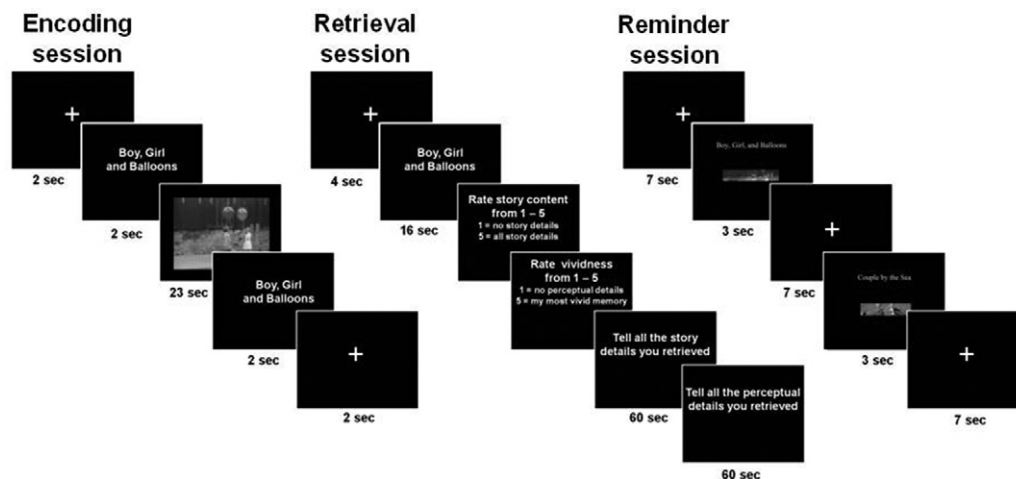 Encoding
session
2 sec
Boy, Girl
and Balloons
2 sec
23 sec
Boy, Girl
and Balloons
2 sec
2 sec
Retrieval
session
4 sec
Boy, Girl
and Balloons
16 sec
Rate story content
from 1 – 5
1 = no story details
5 = all story details
Rate vividness
from 1 – 5
1 = no perceptual details
5 = my most vivid memory
Tell all the story
details you retrieved
60 sec
Tell all the perceptual
details you retrieved
60 sec
Reminder
session
7 sec
Boy, Girl, and Balloons
3 sec
7 sec
Couple by the Sea
3 sec
7 sec